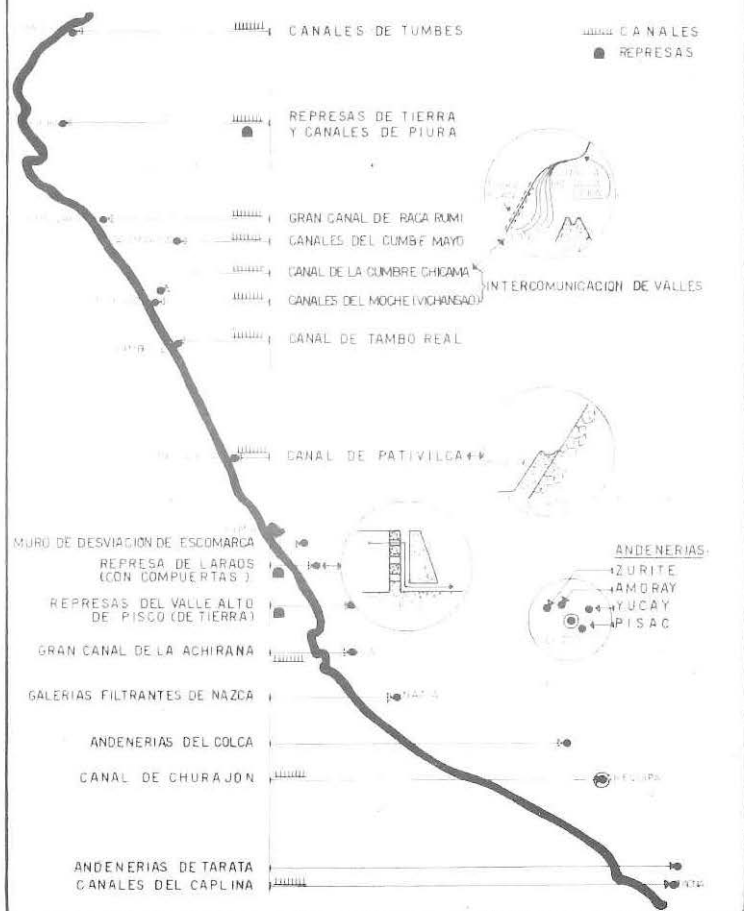 CANALES DE TUMBES
CANALES
REPRESAS
REPRESAS DE TIERRA
Y CANALES DE PIURA
GRAN CANAL DE RACA RUMI
CANALES DEL CUMBE MAYO
CANAL DE LA CUMBRE CHICAMA
CANALES DEL MOCHE (VICHANSAO)
INTERCOMUNICACION DE VALLES
CANAL DE TAMBO REAL
CANAL DE PATIVILCA
MURO DE DESVIACION DE ESCOMARCA
REPRESA DE LARAOS
(CON COMPUERTAS)
REPRESAS DEL VALLE ALTO
DE PISCO (DE TIERRA)
ANDENERIAS:
ZURITE
AMORAY
YUCAY
PISAC
GRAN CANAL DE LA ACHIRANA
GALERIAS FILTRANTES DE NAZCA
ANDENERIAS DEL COLCA
CANAL DE CHURAJON
ANDENERIAS DE TARATA
CANALES DEL CAPLINA